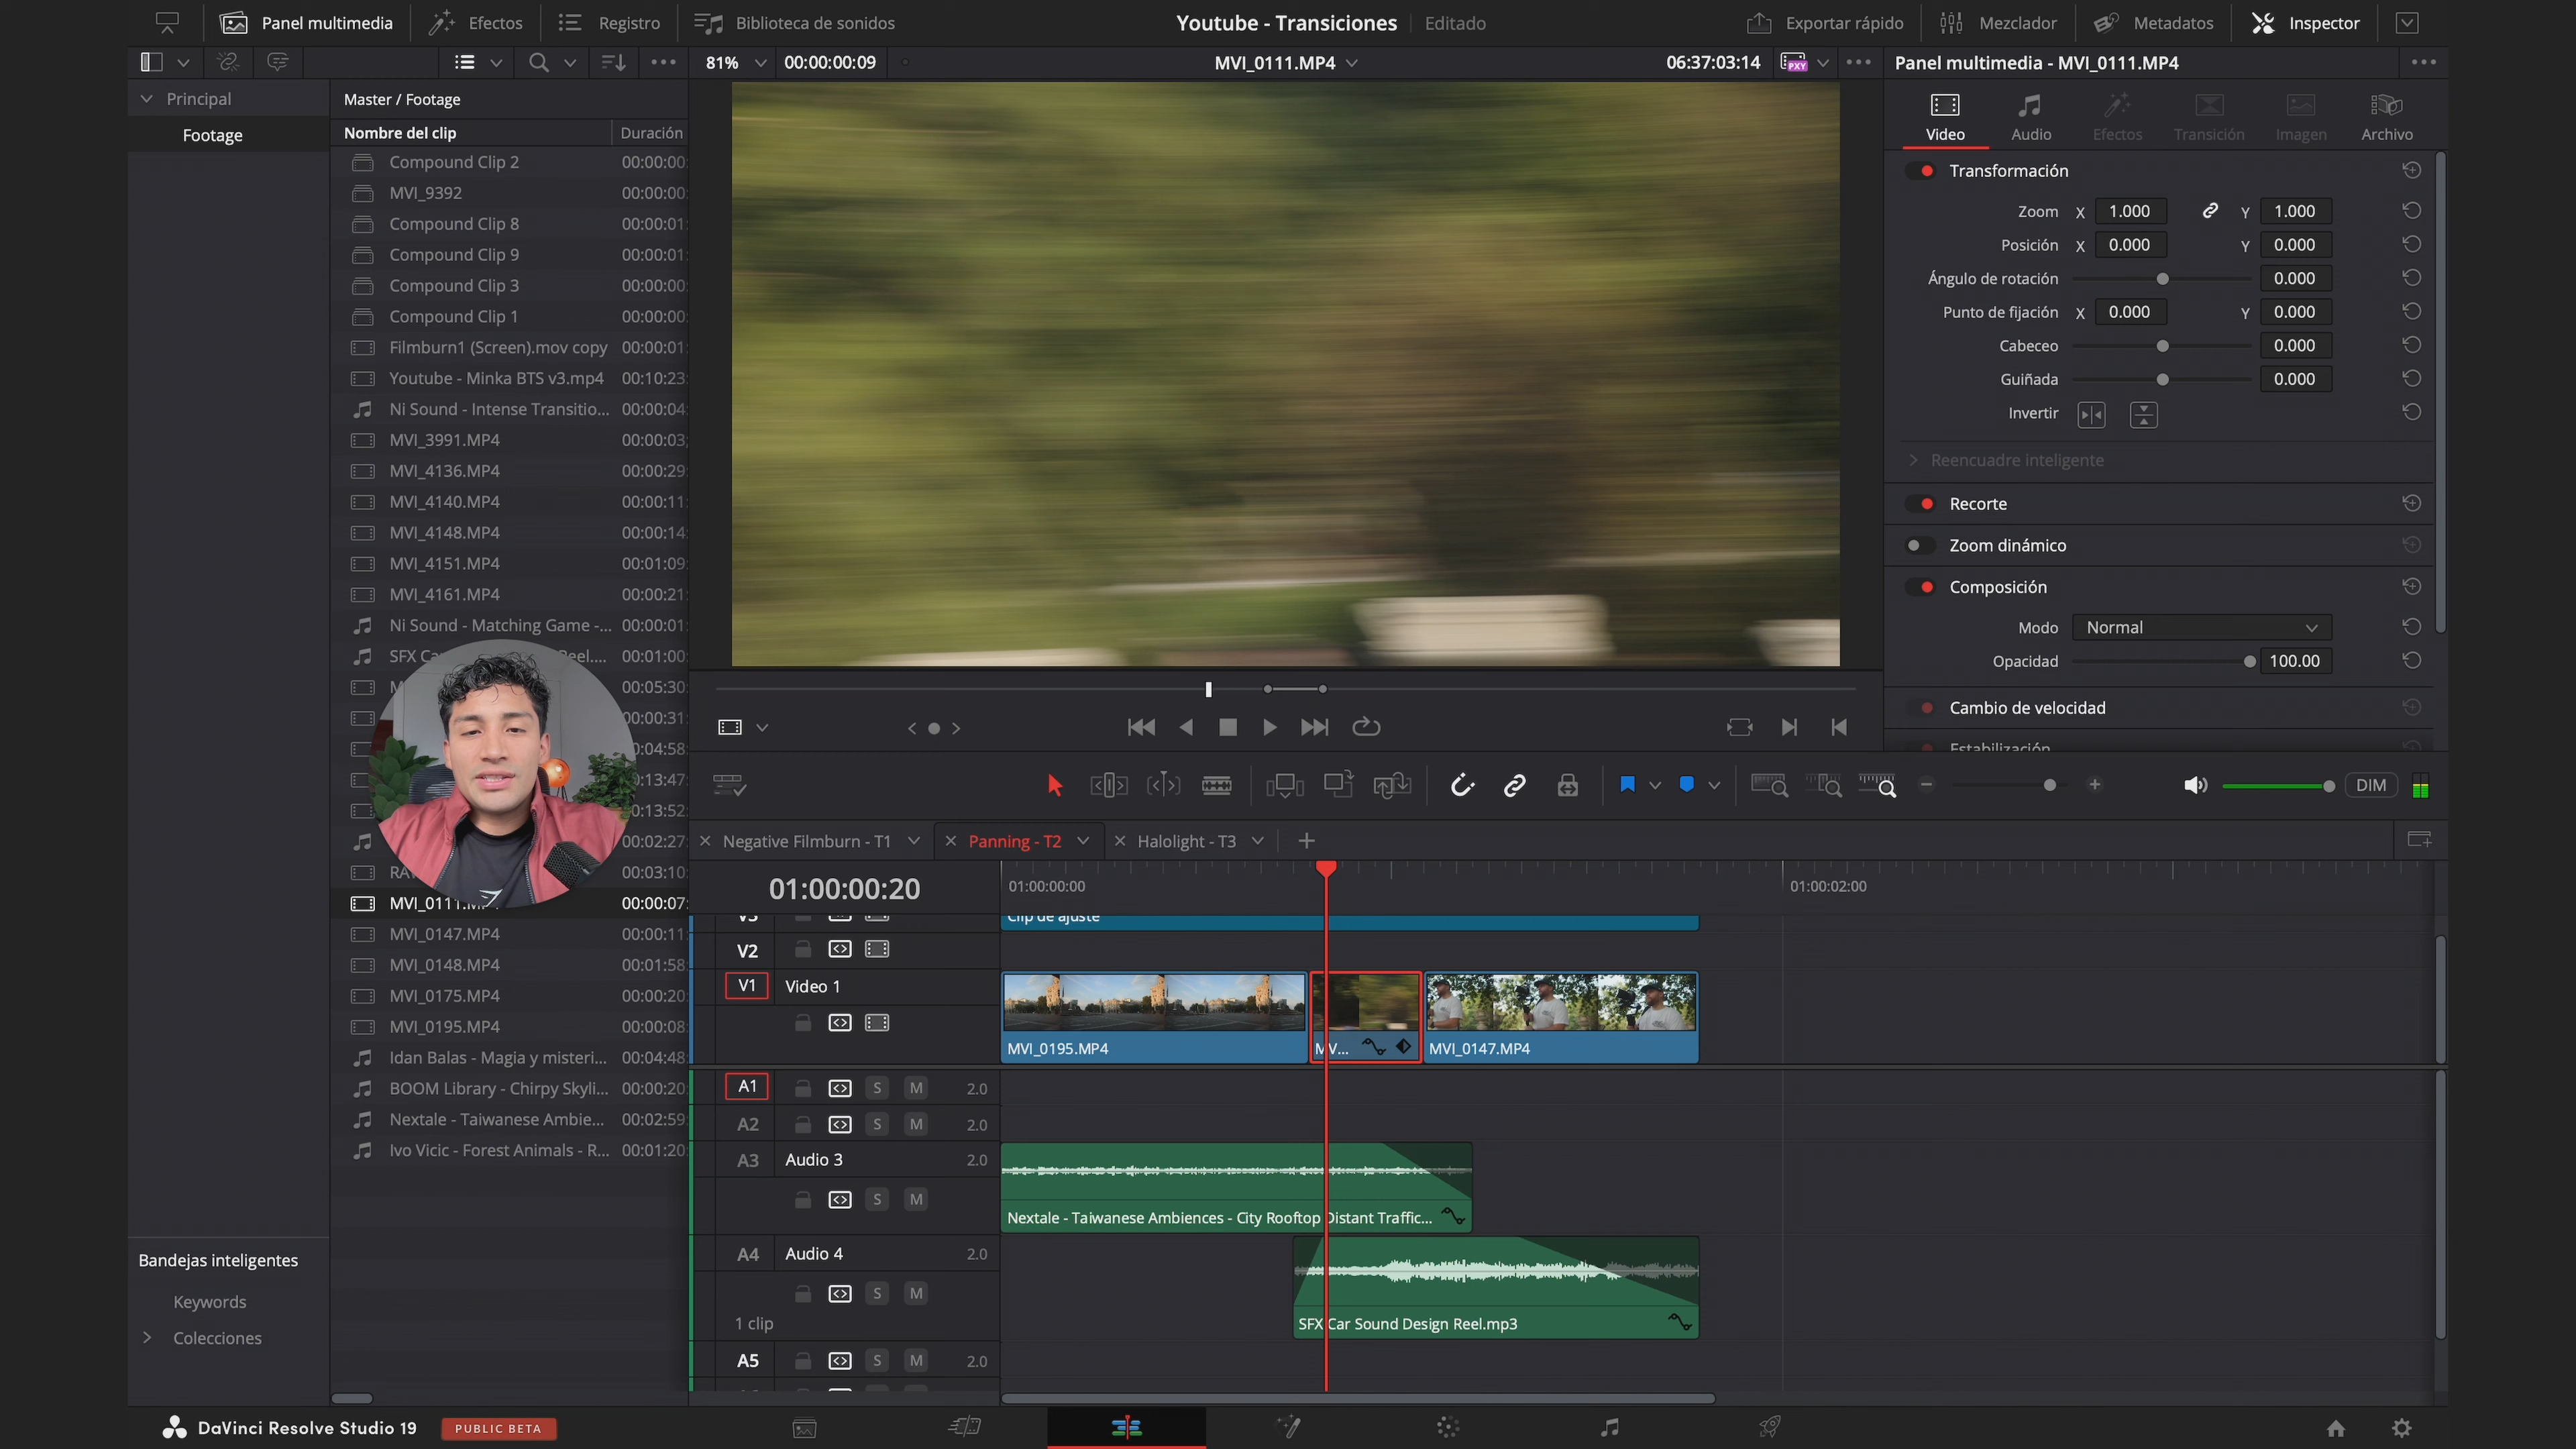 Panel multimedia
Efectos
Registro
Biblioteca de sonidos
Youtube - Transiciones
Editado
Exportar rápido
Mezclador
Metadatos
Inspector
81%
00:00:00:09
MVI_0111.MP4
06:37:03:14
PXY
Panel multimedia - MVI_0111.MP4
Principal
Footage
Master / Footage
Nombre del clip
Duración
Compound Clip 2 00:00:00:
MVI_9392 00:00:00:
Compound Clip 8 00:00:01:
Compound Clip 9 00:00:01:
Compound Clip 3 00:00:00:
Compound Clip 1 00:00:00:
Filmburn1 (Screen).mov copy 00:00:01:
Youtube - Minka BTS v3.mp4 00:10:23:
Ni Sound - Intense Transitio... 00:00:04:
MVI_3991.MP4 00:00:03;
MVI_4136.MP4 00:00:29:
MVI_4140.MP4 00:00:11:
MVI_4148.MP4 00:00:14:
MVI_4151.MP4 00:01:09:
MVI_4161.MP4 00:00:21:
Ni Sound - Matching Game -... 00:00:01:
SFX Ca Reel.... 00:01:00:
M 00:05:30:
00:00:31:
04:58:
13:47:
13:52:
00:02:27:
RA 00:03:10:
MVI_0111.M 00:00:07:
MVI_0147.MP4 00:00:11:
MVI_0148.MP4 00:01:58:
MVI_0175.MP4 00:00:20:
MVI_0195.MP4 00:00:08:
Idan Balas - Magia y misteri... 00:04:48:
BOOM Library - Chirpy Skyli... 00:00:20:
Nextale - Taiwanese Ambie... 00:02:59:
Ivo Vicic - Forest Animals - R... 00:01:20:
Bandejas inteligentes
Keywords
Colecciones
Video
Audio
Efectos
Transición
Imagen
Archivo
Transformación
Zoom X 1.000 Y 1.000
Posición X 0.000 Y 0.000
Ángulo de rotación 0.000
Punto de fijación X 0.000 Y 0.000
Cabeceo 0.000
Guiñada 0.000
Invertir
Reencuadre inteligente
Recorte
Zoom dinámico
Composición
Modo Normal
Opacidad 100.00
Cambio de velocidad
Estabilización
DIM
Negative Filmburn - T1
Panning - T2
Halolight - T3
01:00:00:20
01:00:00:00
01:00:02:00
V3
Clip de ajuste
V2
V1 Video 1
MVI_0195.MP4
MV...
MVI_0147.MP4
A1 S M 2.0
A2 S M 2.0
A3 Audio 3 2.0
S M
Nextale - Taiwanese Ambiences - City Rooftop Distant Traffic...
A4 Audio 4 2.0
S M
1 clip
SFX Car Sound Design Reel.mp3
A5 S M 2.0
DaVinci Resolve Studio 19
PUBLIC BETA